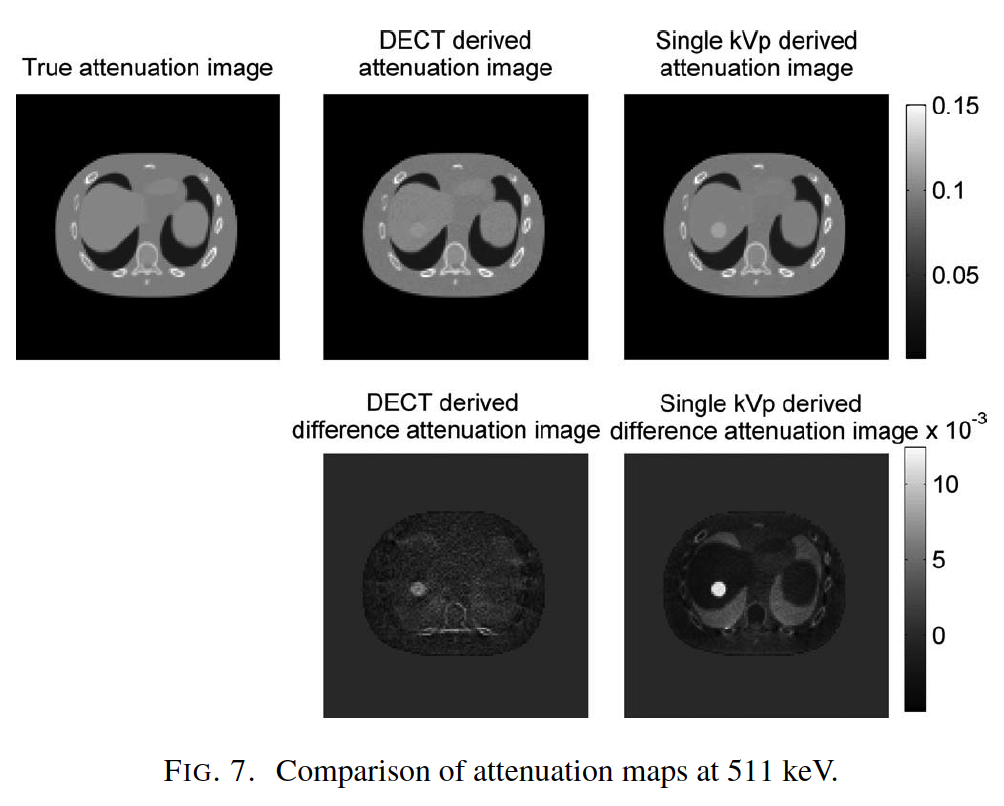 True attenuation image
DECT derived
attenuation image
Single kVp derived
attenuation image
0.15
0.1
0.05
DECT derived
difference attenuation image
Single kVp derived
difference attenuation image
x 10⁻³
10
5
0
FIG. 7. Comparison of attenuation maps at 511 keV.